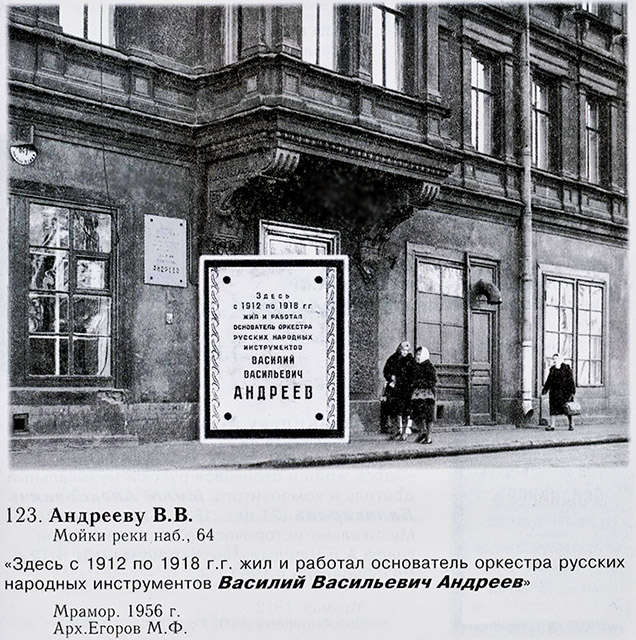 АНДРЕЕВ
Здесь
с 1912 по 1918 г.г.
жил и работал
основатель оркестра
русских народных
инструментов
ВАСИЛИЙ
ВАСИЛЬЕВИЧ
АНДРЕЕВ
123. Андрееву В.В.
Мойки реки наб., 64
«Здесь с 1912 по 1918 г.г. жил и работал основатель оркестра русских
народных инструментов Василий Васильевич Андреев»
Мрамор. 1956 г.
Арх.Егоров М.Ф.